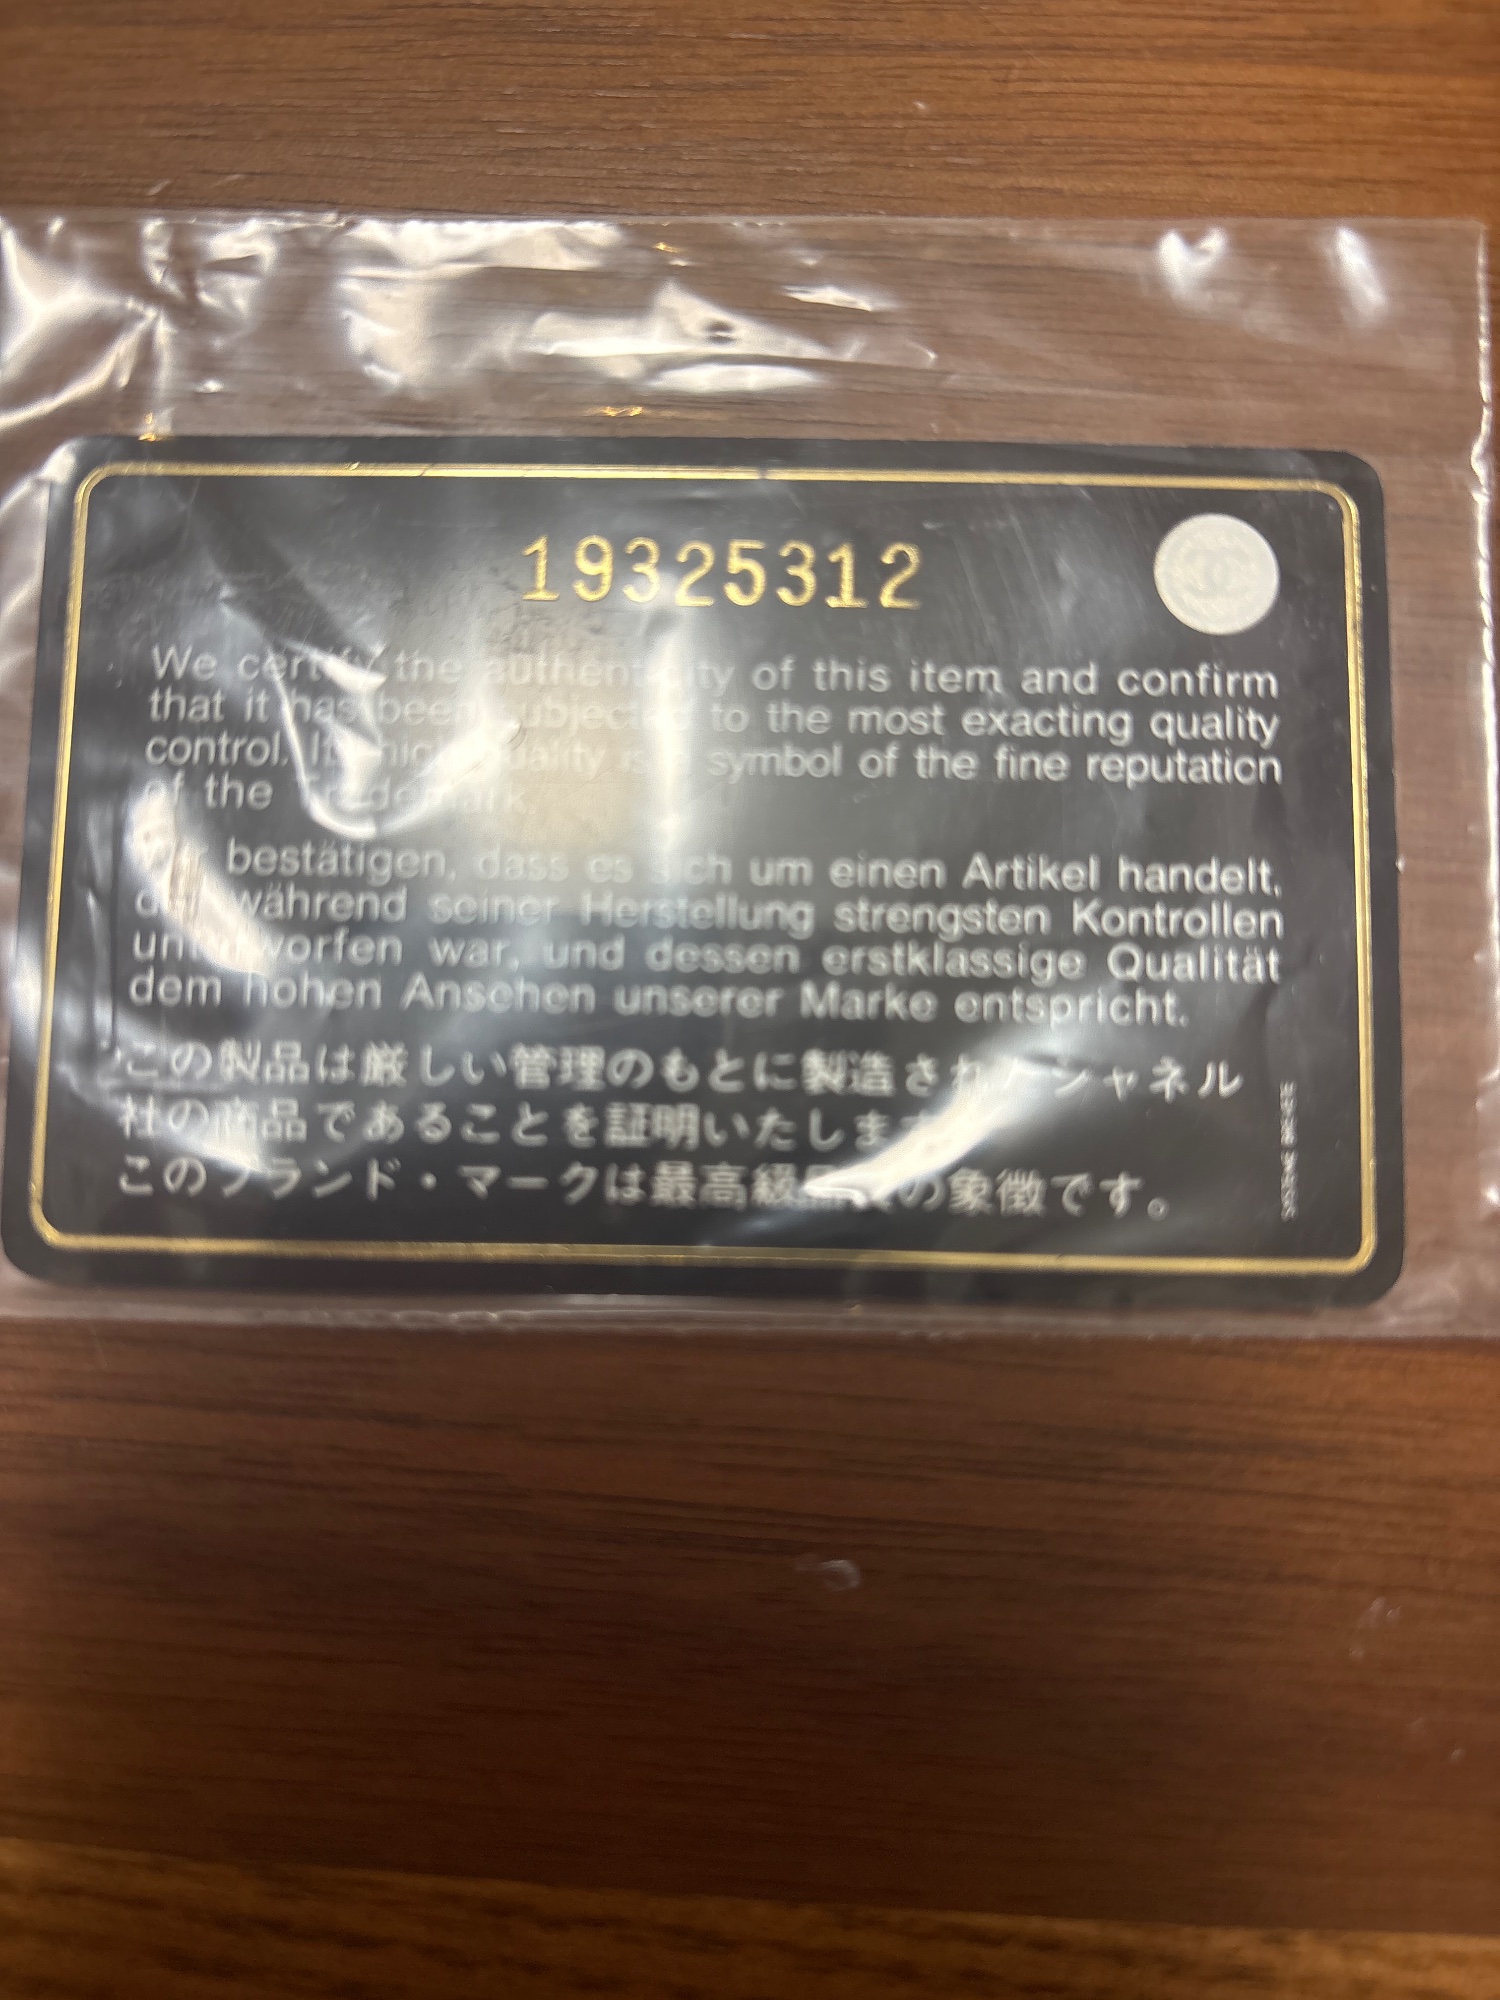 19325312
We certify the authenticity of this item and confirm
that it has been subjected to the most exacting quality
control. Its high quality is a symbol of the fine reputation
of the Trademark.
Wir bestätigen, dass es sich um einen Artikel handelt,
der während seiner Herstellung strengsten Kontrollen
unterworfen war, und dessen erstklassige Qualität
dem hohen Ansehen unserer Marke entspricht.
この製品は厳しい管理のもとに製造されたシャネル
社の商品であることを証明いたします
このブランド・マークは最高級品質の象徴です。